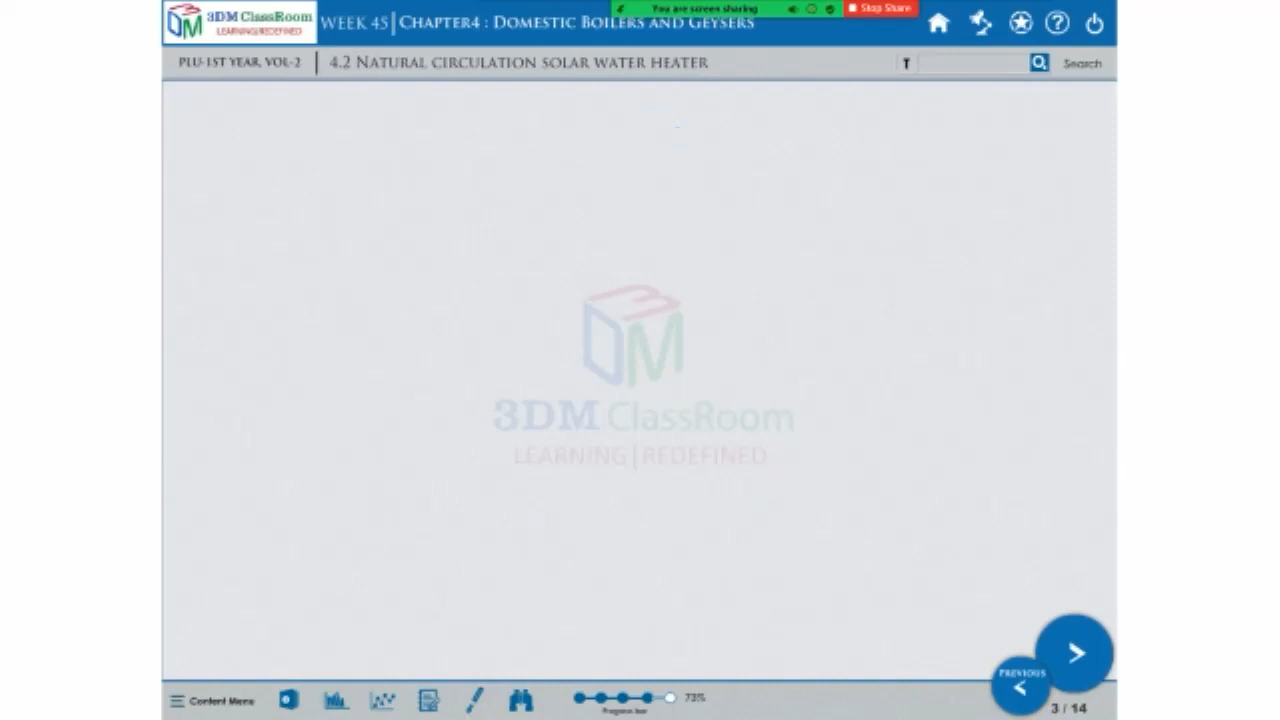 3DM ClassRoom
LEARNING|REDEFINED
WEEK 45
CHAPTER4 : DOMESTIC BOILERS AND GEYSERS
You are screen sharing
Stop Share
PLU-1ST YEAR, VOL-2
4.2 NATURAL CIRCULATION SOLAR WATER HEATER
T
Search
3DM ClassRoom
LEARNING|REDEFINED
PREVIOUS
Content Menu
Progress bar
73%
3 / 14